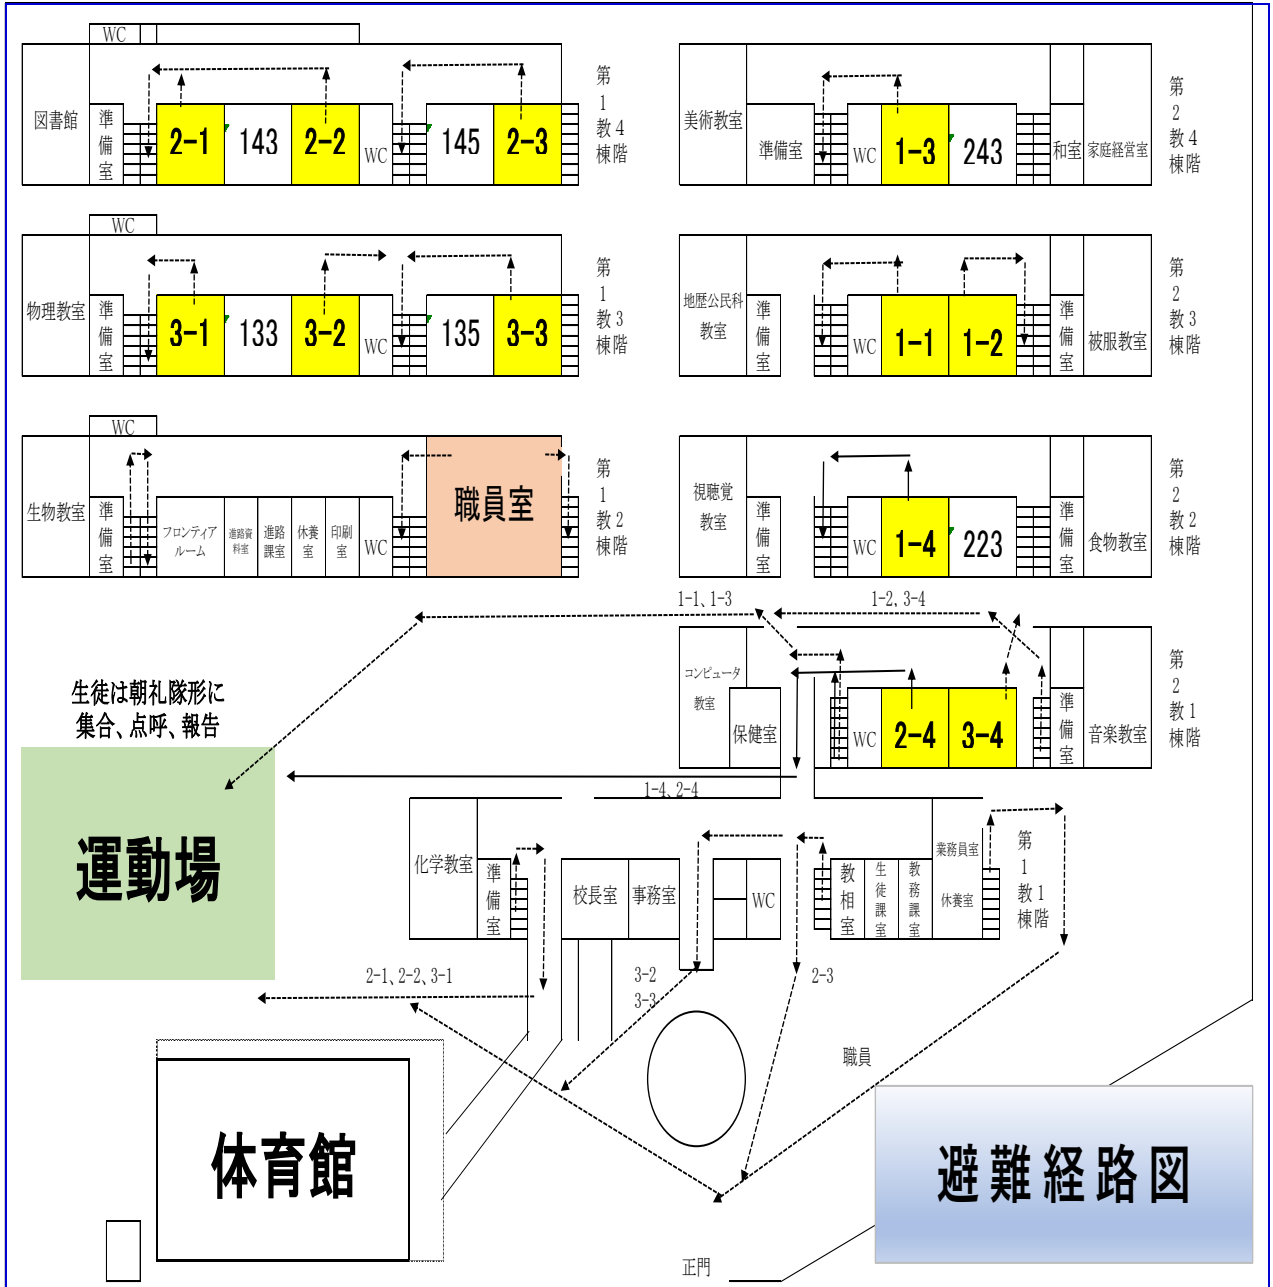 WC
図書館
準備室
2-1
143
2-2
WC
145
2-3
第1教棟
4階
美術教室
準備室
WC
1-3
243
和室
家庭経営室
第2教棟
4階
WC
物理教室
準備室
3-1
133
3-2
WC
135
3-3
第1教棟
3階
地歴公民科
教室
準備室
WC
1-1
1-2
準備室
被服教室
第2教棟
3階
WC
生物教室
準備室
フロンティア
ルーム
進路資
料室
進路
課室
休養
室
印刷
室
WC
職員室
第1教棟
2階
視聴覚
教室
準備室
WC
1-4
223
準備室
食物教室
第2教棟
2階
1-1、1-3
1-2, 3-4
コンピュータ
教室
保健室
WC
2-4
3-4
準備室
音楽教室
第2教棟
1階
生徒は朝礼隊形に
集合、点呼、報告
運動場
1-4、2-4
化学教室
準備室
校長室
事務室
WC
教相室
生徒課室
教務課室
業務員室
休養室
第1教棟
1階
2-1、2-2、3-1
3-2
3-3
2-3
職員
体育館
避難経路図
正門